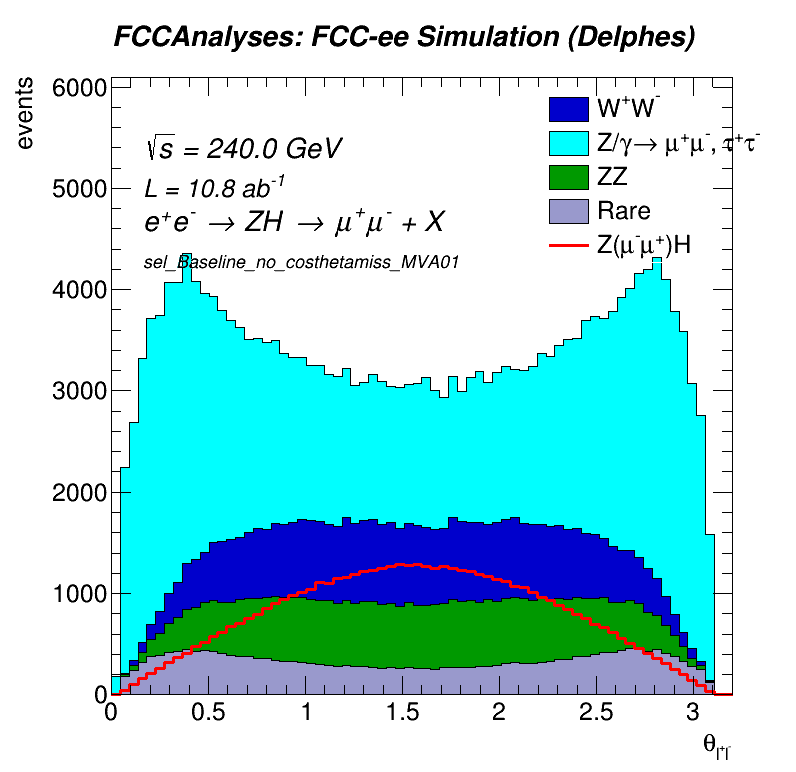 FCCAnalyses: FCC-ee Simulation (Delphes)
events
6000
5000
4000
3000
2000
1000
0
√s = 240.0 GeV
L = 10.8 ab⁻¹
e⁺e⁻ → ZH → μ⁺μ⁻ + X
sel_Baseline_no_costhetamiss_MVA01
W⁺W⁻
Z/γ→ μ⁺μ⁻, τ⁺τ⁻
ZZ
Rare
Z(μ⁻μ⁺)H
0 0.5 1 1.5 2 2.5 3
θ_l⁺l⁻